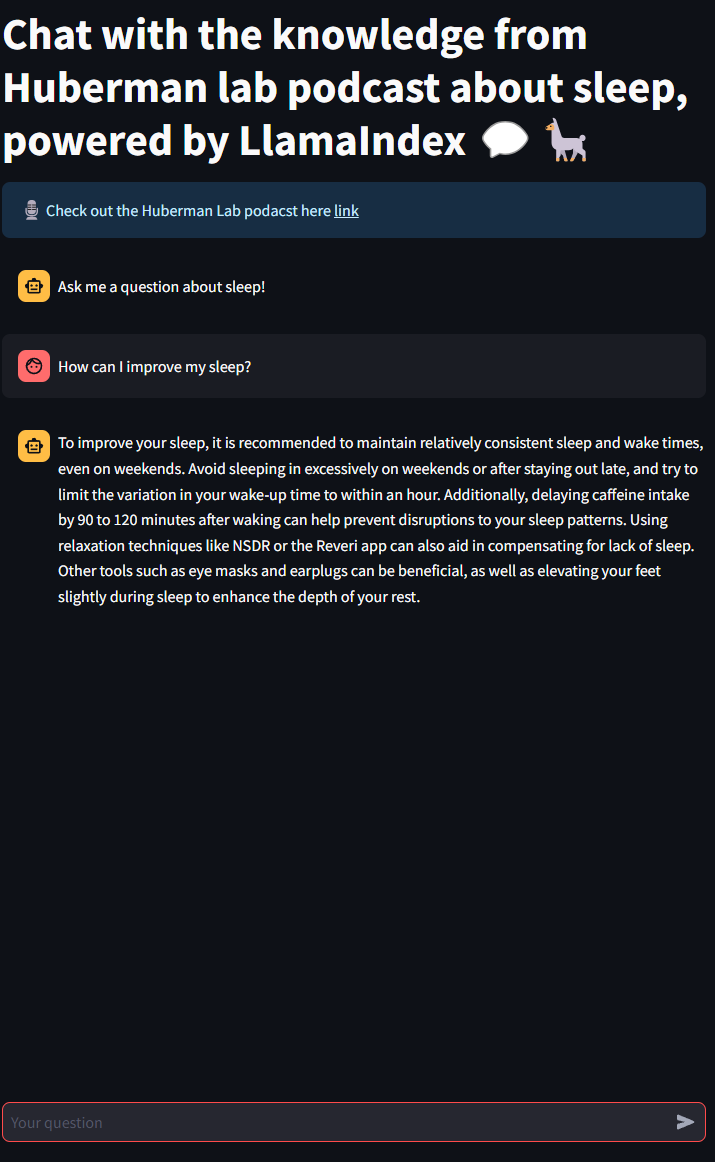 Chat with the knowledge from
Huberman lab podcast about sleep,
powered by LlamaIndex 💬 🦙
🎙️ Check out the Huberman Lab podacst here link
Ask me a question about sleep!
How can I improve my sleep?
To improve your sleep, it is recommended to maintain relatively consistent sleep and wake times,
even on weekends. Avoid sleeping in excessively on weekends or after staying out late, and try to
limit the variation in your wake-up time to within an hour. Additionally, delaying caffeine intake
by 90 to 120 minutes after waking can help prevent disruptions to your sleep patterns. Using
relaxation techniques like NSDR or the Reveri app can also aid in compensating for lack of sleep.
Other tools such as eye masks and earplugs can be beneficial, as well as elevating your feet
slightly during sleep to enhance the depth of your rest.
Your question